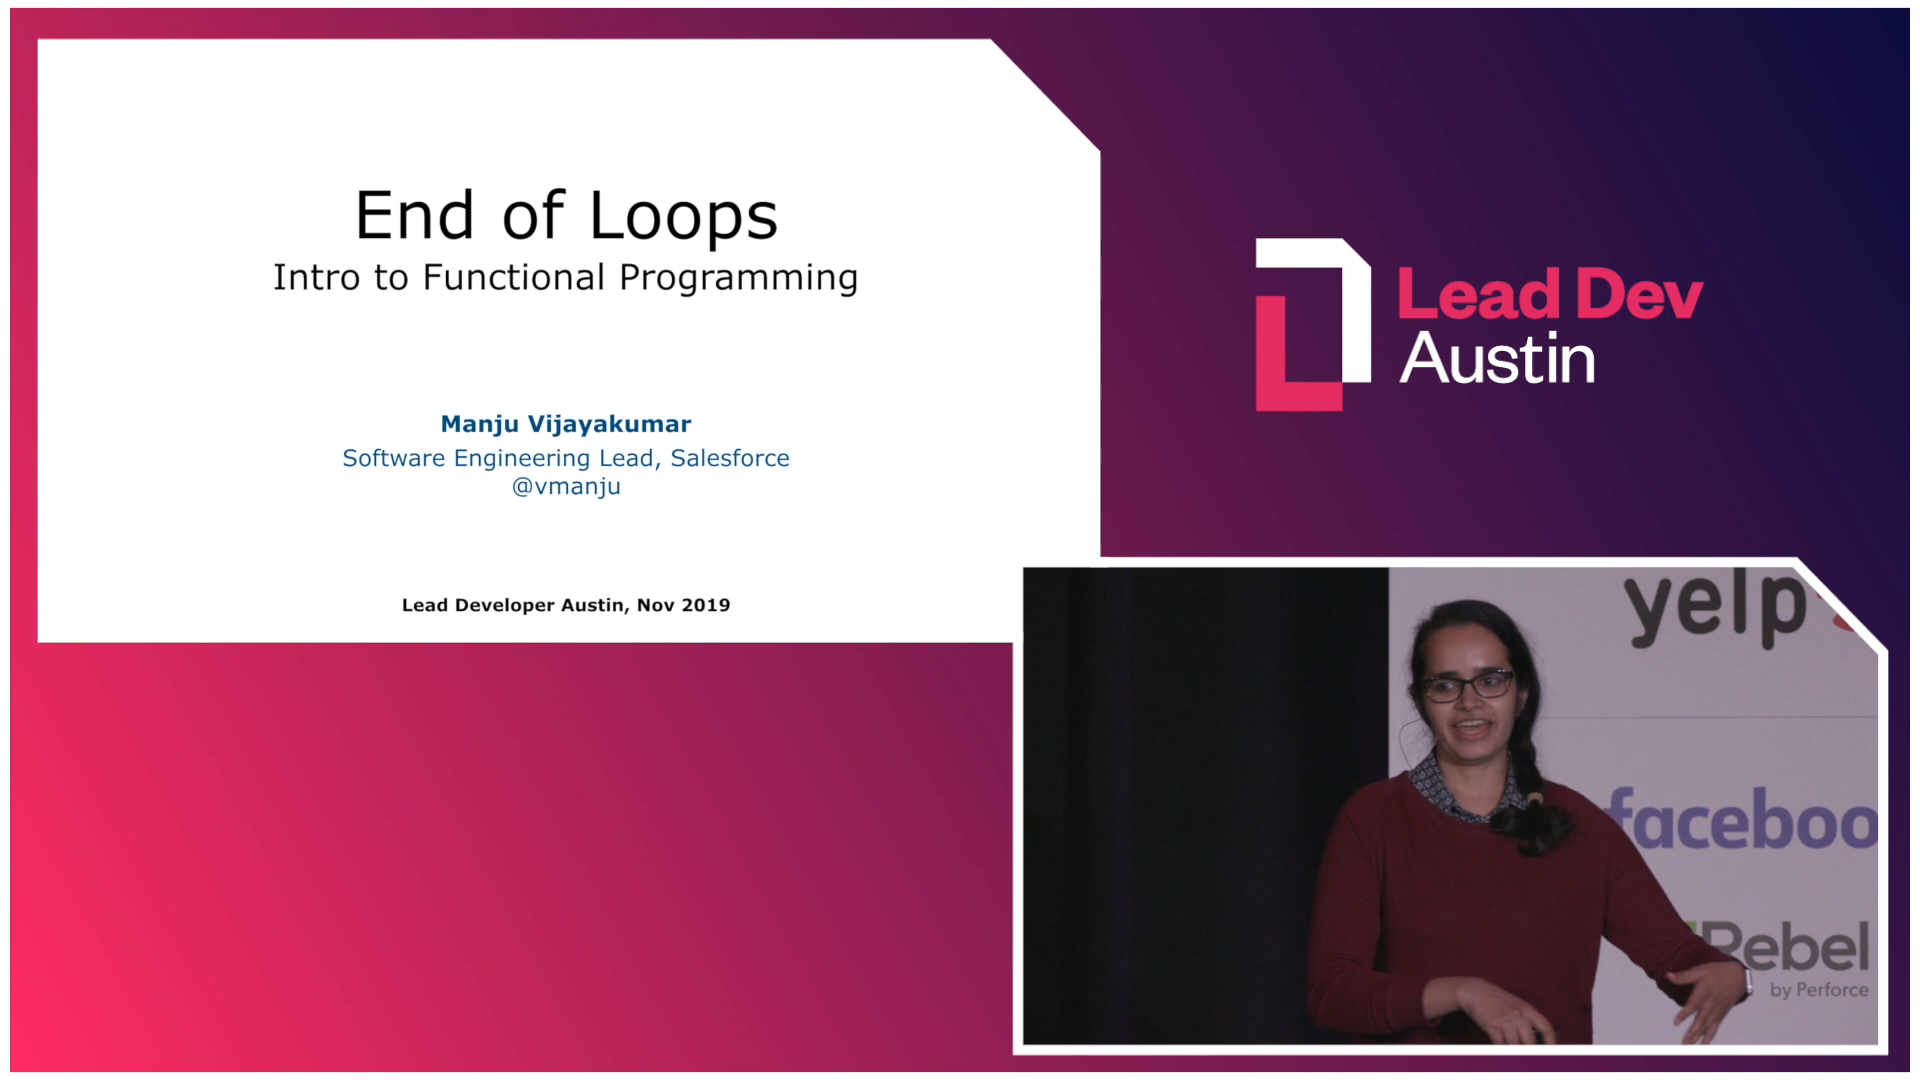 End of Loops
Intro to Functional Programming
Manju Vijayakumar
Software Engineering Lead, Salesforce
@vmanju
Lead Developer Austin, Nov 2019
Lead Dev
Austin
yelp
faceboo
Rebel
by Perforce